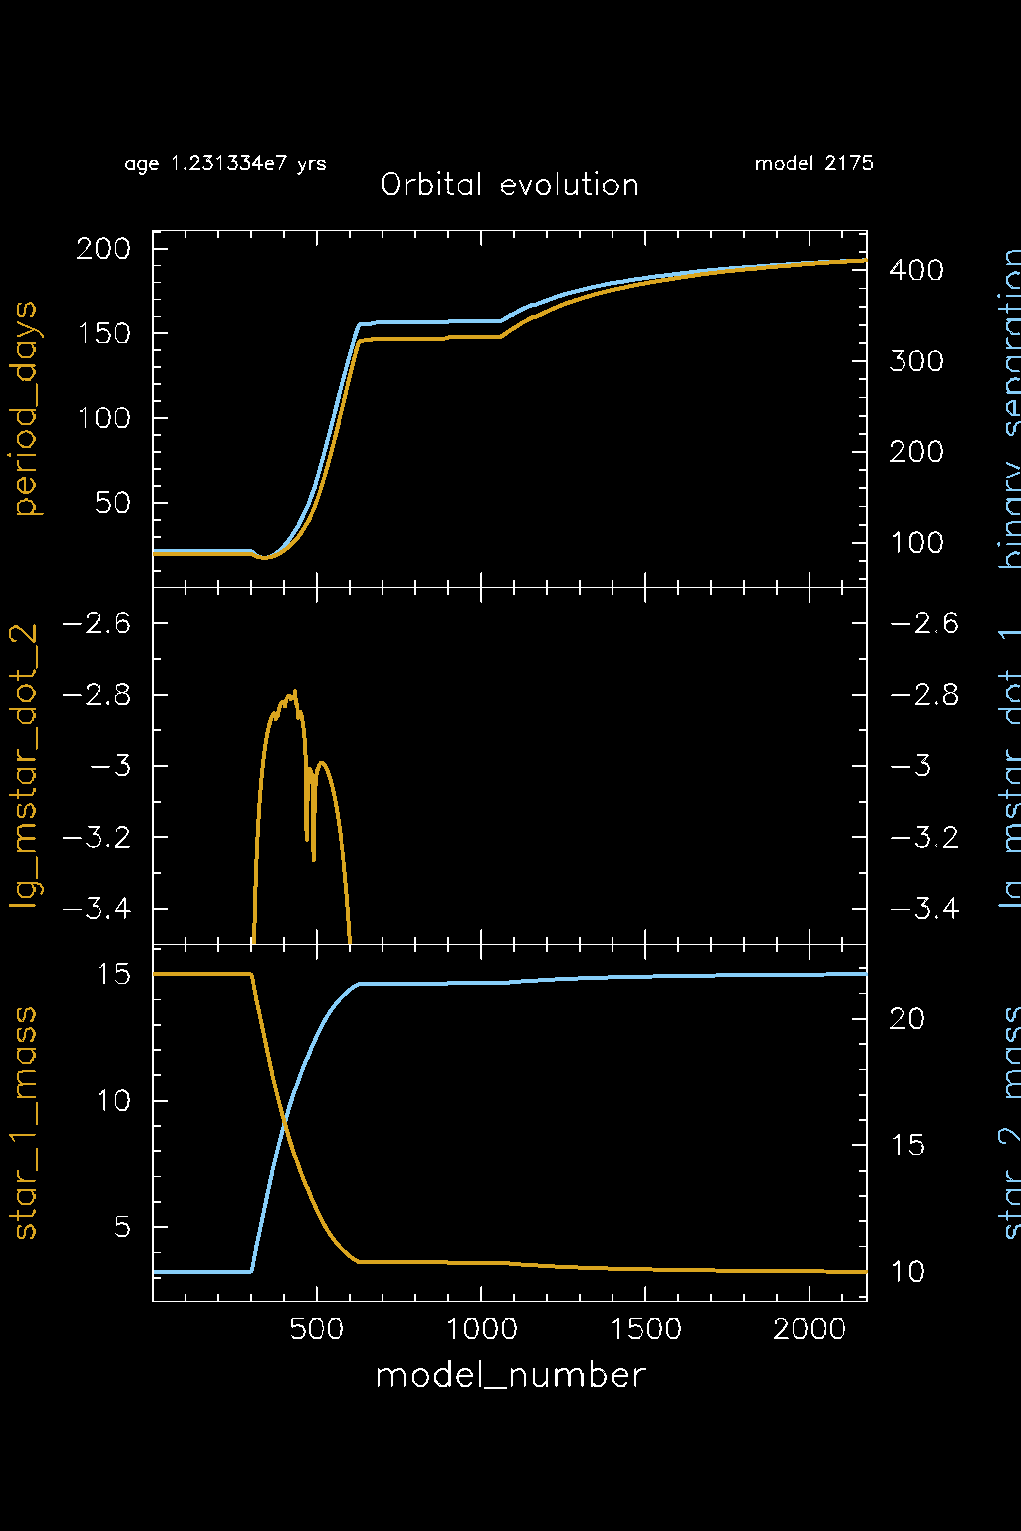 age 1.231334e7 yrs
model 2175
Orbital evolution
period_days
200
150
100
50
400
300
200
100
binary_separation
lg_mstar_dot_2
−2.6
−2.8
−3
−3.2
−3.4
−2.6
−2.8
−3
−3.2
−3.4
lg_mstar_dot_1
star_1_mass
15
10
5
20
15
10
star_2_mass
500 1000 1500 2000
model_number